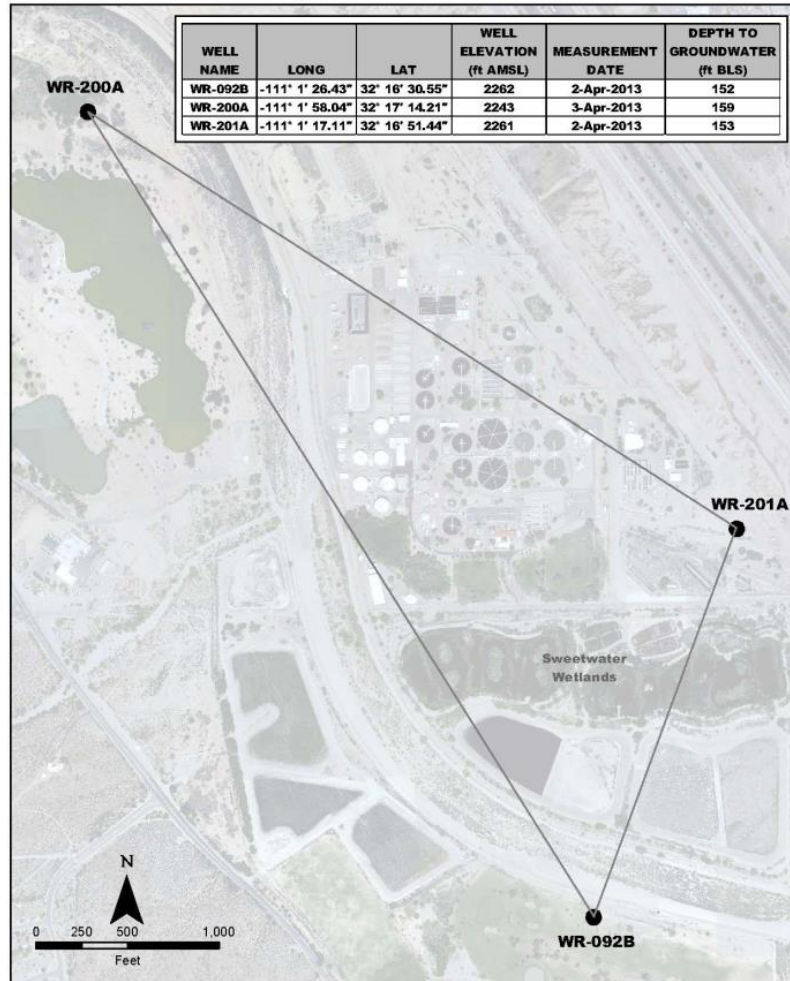 WELL NAME LONG LAT WELL ELEVATION (ft AMSL) MEASUREMENT DATE DEPTH TO GROUNDWATER (ft BLS)
WR-092B -111° 1' 26.43" 32° 16' 30.55" 2262 2-Apr-2013 152
WR-200A -111° 1' 58.04" 32° 17' 14.21" 2243 3-Apr-2013 159
WR-201A -111° 1' 17.11" 32° 16' 51.44" 2261 2-Apr-2013 153
WR-200A
WR-201A
Sweetwater
Wetlands
N
0 250 500 1,000
Feet
WR-092B